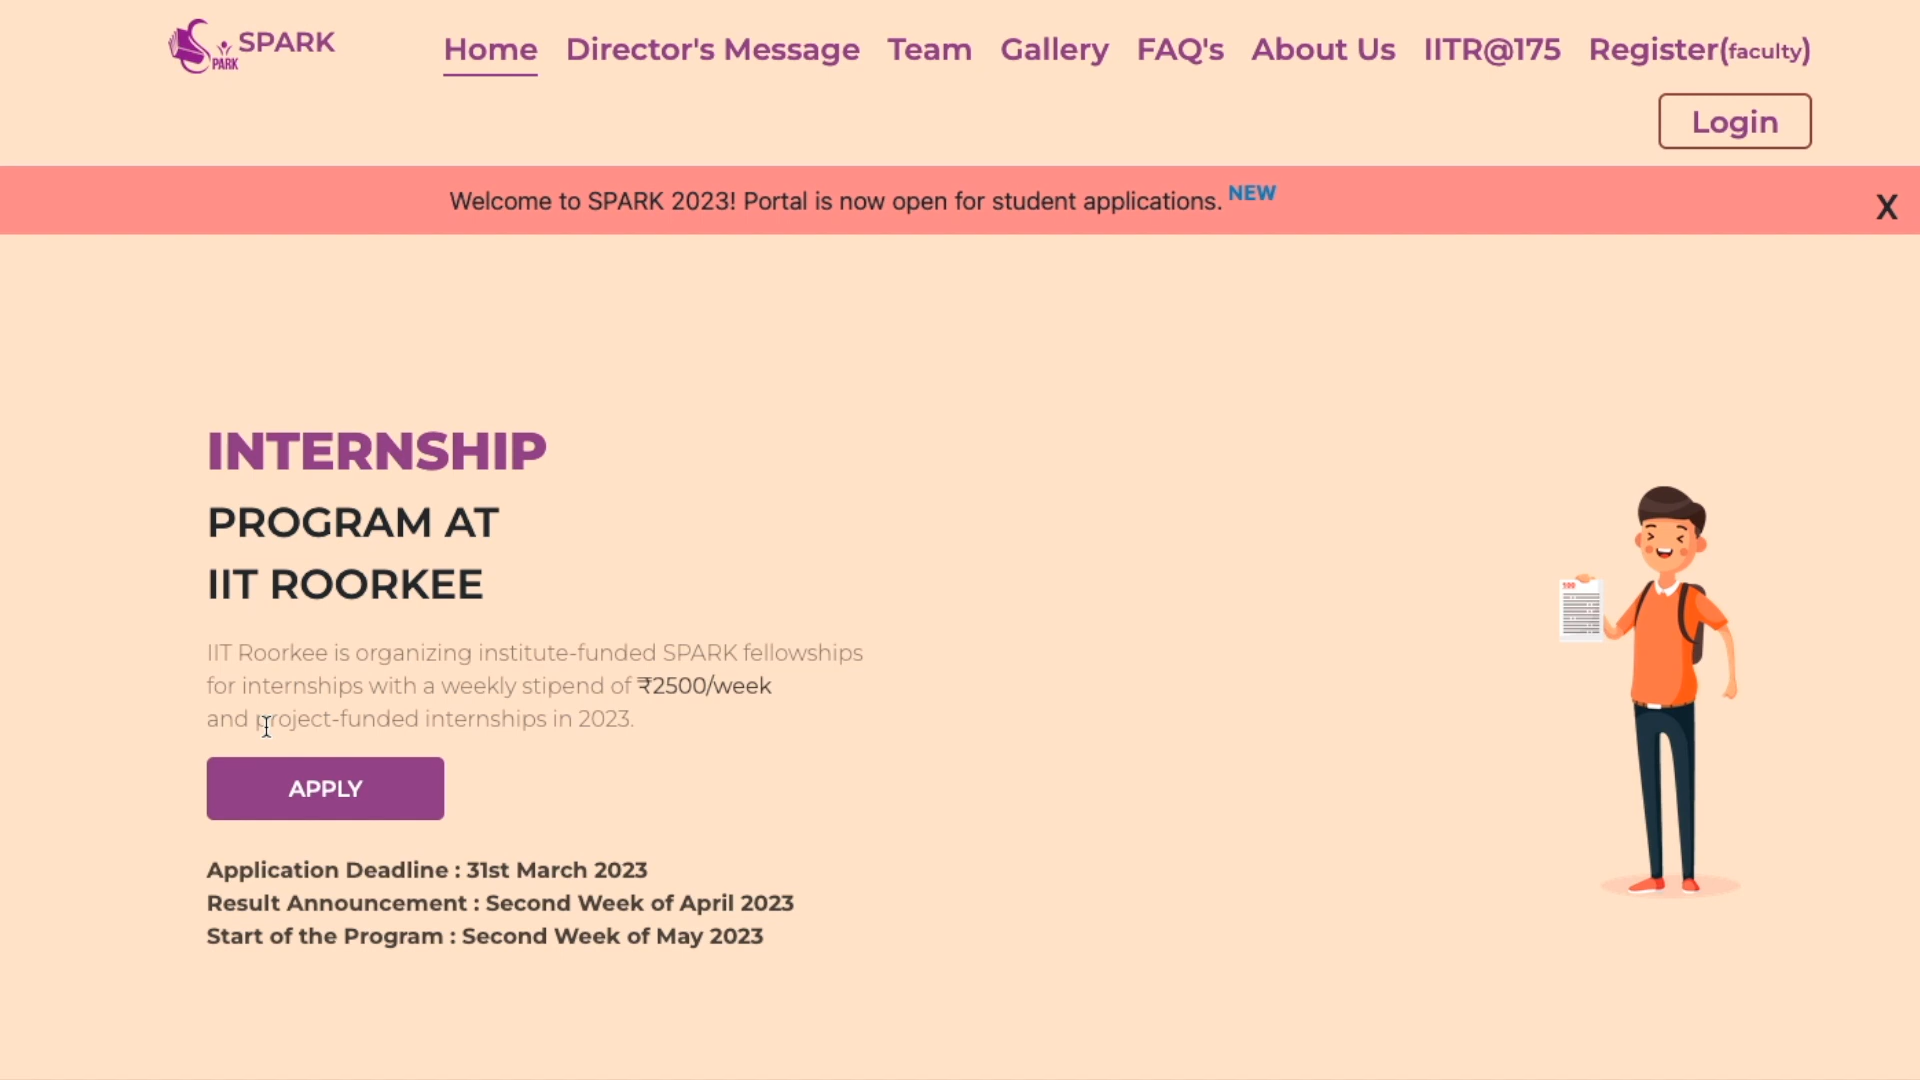 PARK
SPARK
Home
Director's Message
Team
Gallery
FAQ's
About Us
IITR@175
Register(faculty)
Login
Welcome to SPARK 2023! Portal is now open for student applications. NEW
X
INTERNSHIP
PROGRAM AT
IIT ROORKEE
IIT Roorkee is organizing institute-funded SPARK fellowships
for internships with a weekly stipend of ₹2500/week
and project-funded internships in 2023.
100
APPLY
Application Deadline : 31st March 2023
Result Announcement : Second Week of April 2023
Start of the Program : Second Week of May 2023